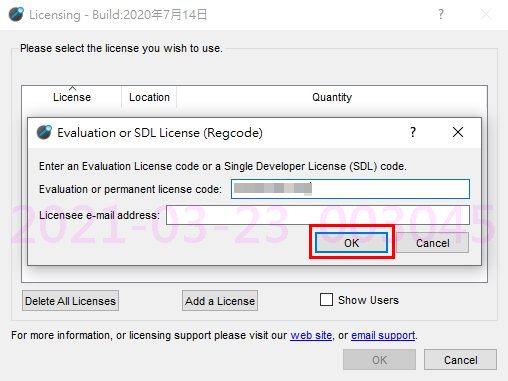 Licensing - Build:2020年7月14日
Please select the license you wish to use.
License Location Quantity
Evaluation or SDL License (Regcode)
Enter an Evaluation License code or a Single Developer License (SDL) code.
Evaluation or permanent license code:
Licensee e-mail address:
2021-03-23 003045
OK Cancel
Delete All Licenses Add a License Show Users
For more information, or licensing support please visit our web site, or email support.
OK Cancel